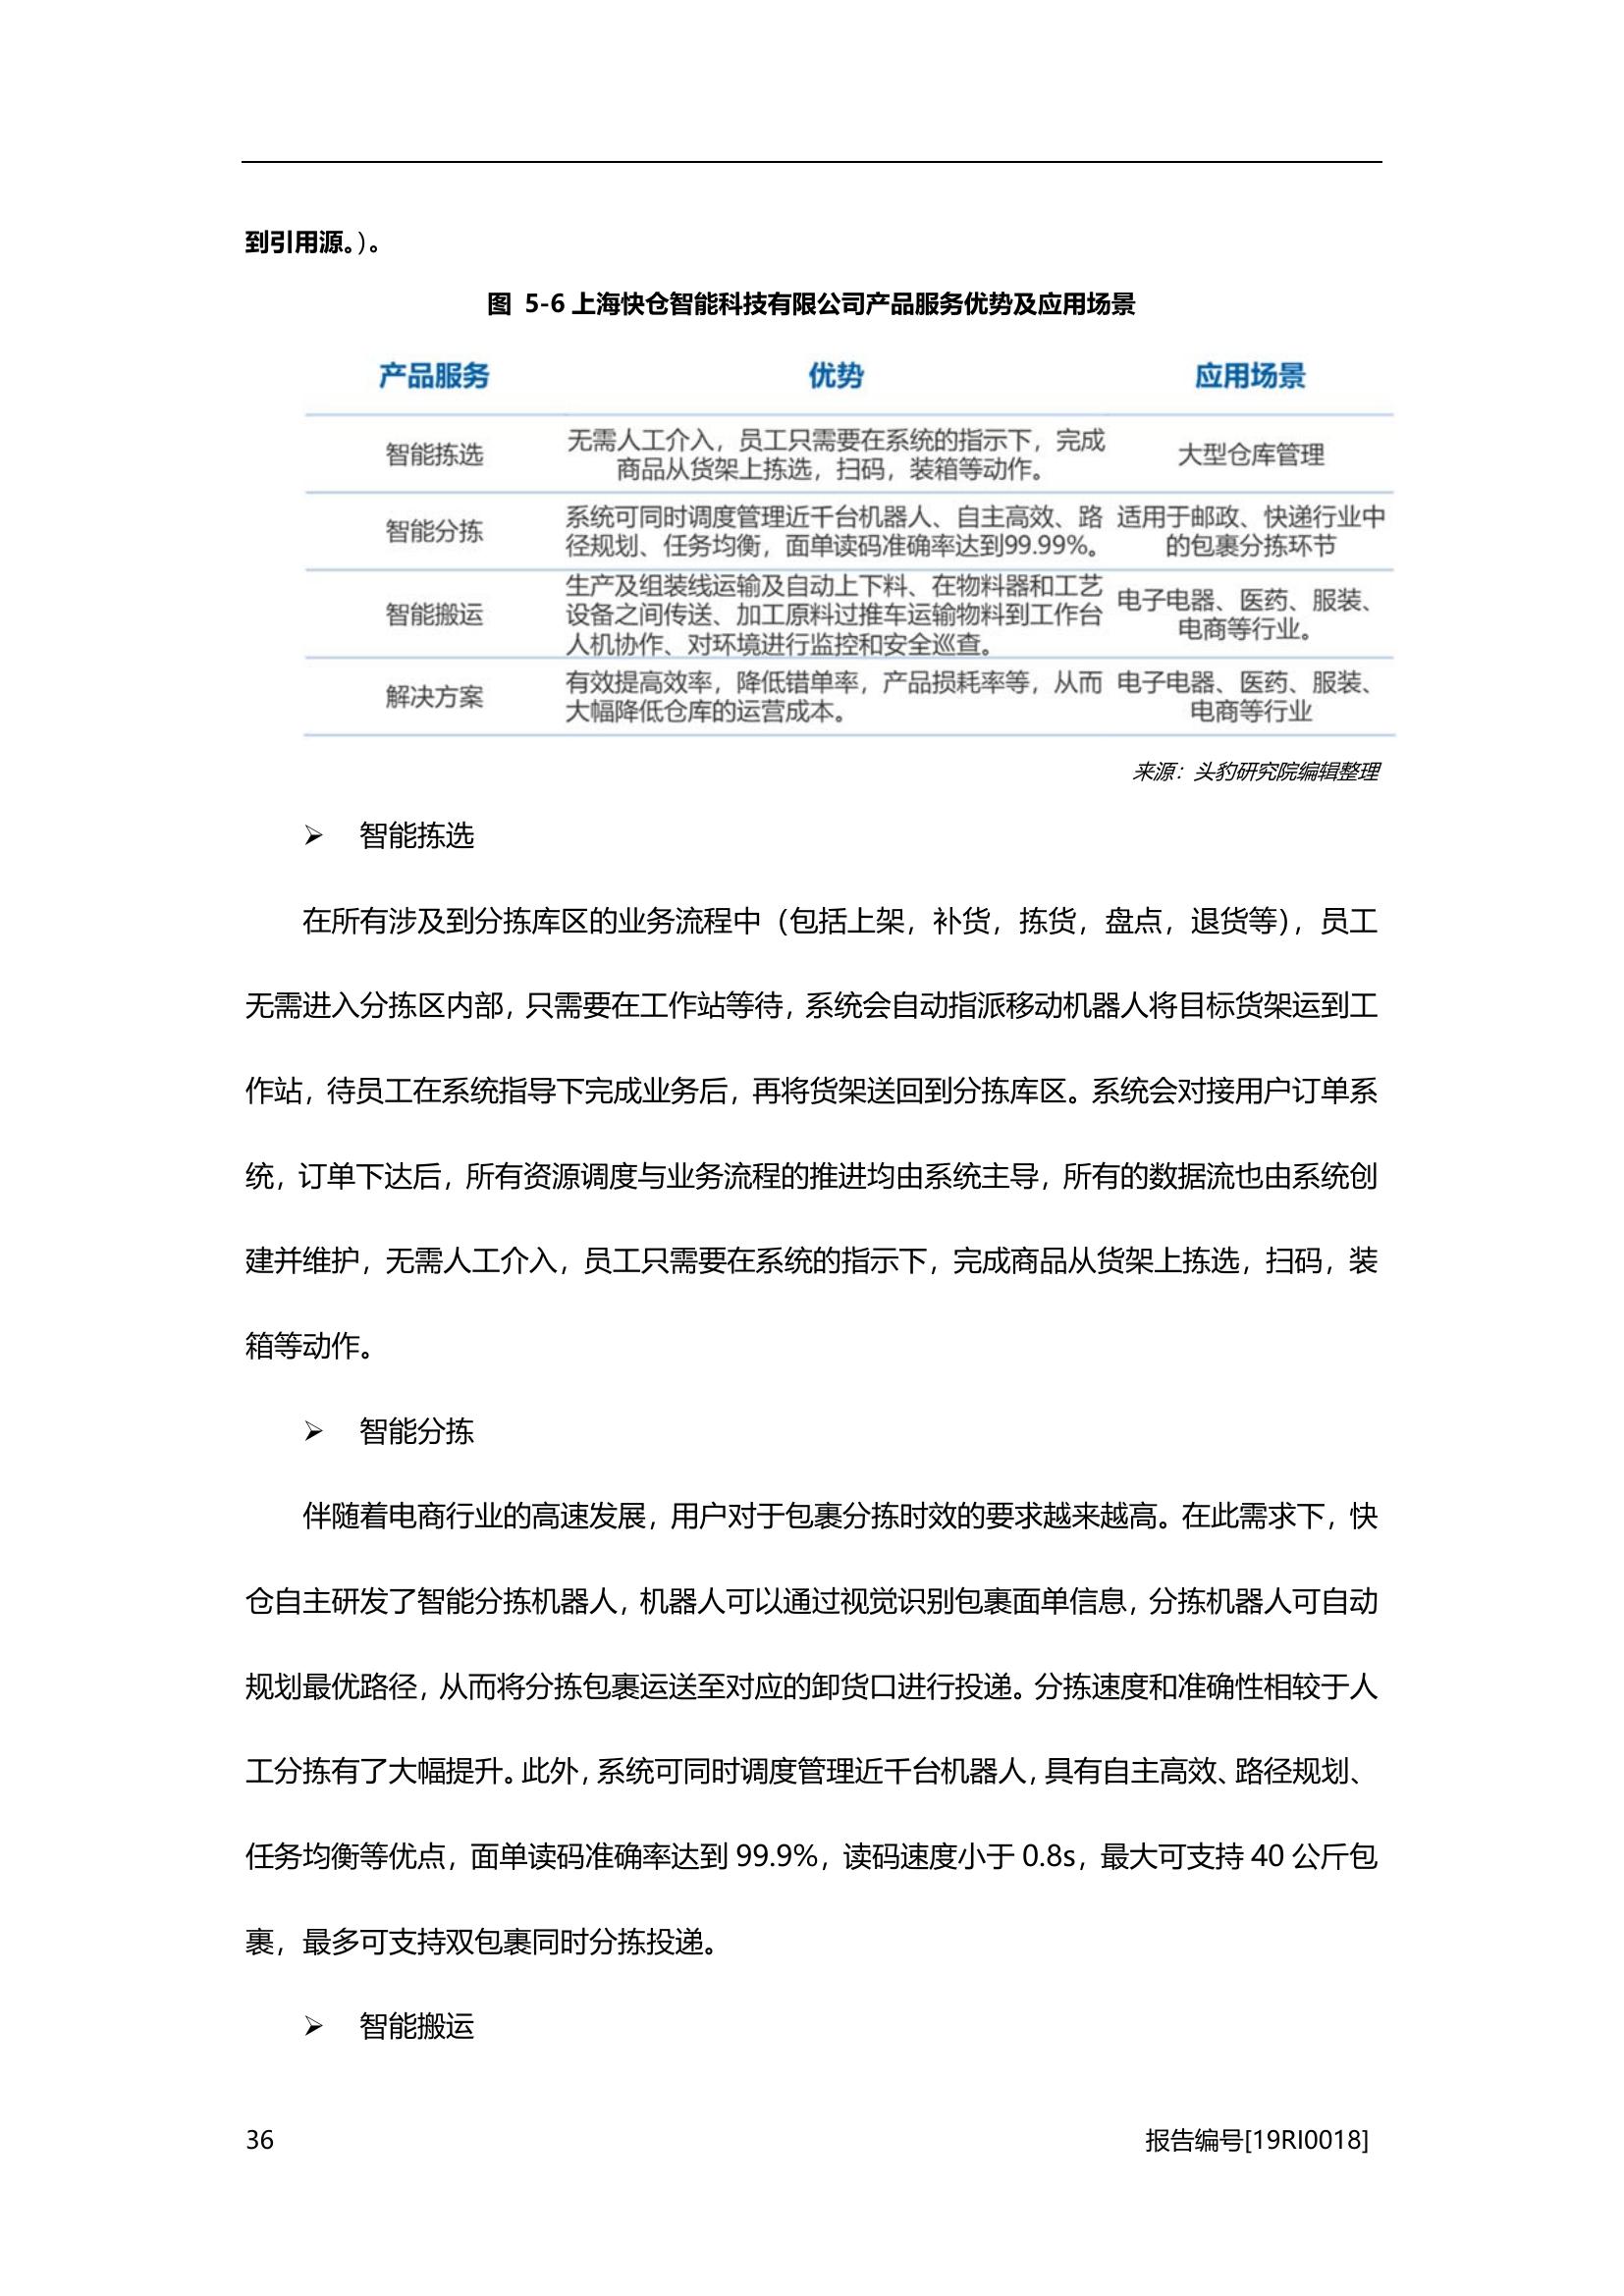 到引用源。）。
图 5-6 上海快仓智能科技有限公司产品服务优势及应用场景
产品服务 优势 应用场景
智能拣选
无需人工介入，员工只需要在系统的指示下，完成
商品从货架上拣选，扫码，装箱等动作。
大型仓库管理
智能分拣
系统可同时调度管理近千台机器人、自主高效、路
径规划、任务均衡，面单读码准确率达到99.99%。
适用于邮政、快递行业中
的包裹分拣环节
智能搬运
生产及组装线运输及自动上下料、在物料器和工艺
设备之间传送、加工原料过推车运输物料到工作台
人机协作、对环境进行监控和安全巡查。
电子电器、医药、服装、
电商等行业。
解决方案
有效提高效率，降低错单率，产品损耗率等，从而
大幅降低仓库的运营成本。
电子电器、医药、服装、
电商等行业
来源：头豹研究院编辑整理
➢ 智能拣选
在所有涉及到分拣库区的业务流程中（包括上架，补货，拣货，盘点，退货等），员工
无需进入分拣区内部，只需要在工作站等待，系统会自动指派移动机器人将目标货架运到工
作站，待员工在系统指导下完成业务后，再将货架送回到分拣库区。系统会对接用户订单系
统，订单下达后，所有资源调度与业务流程的推进均由系统主导，所有的数据流也由系统创
建并维护，无需人工介入，员工只需要在系统的指示下，完成商品从货架上拣选，扫码，装
箱等动作。
➢ 智能分拣
伴随着电商行业的高速发展，用户对于包裹分拣时效的要求越来越高。在此需求下，快
仓自主研发了智能分拣机器人，机器人可以通过视觉识别包裹面单信息，分拣机器人可自动
规划最优路径，从而将分拣包裹运送至对应的卸货口进行投递。分拣速度和准确性相较于人
工分拣有了大幅提升。此外，系统可同时调度管理近千台机器人，具有自主高效、路径规划、
任务均衡等优点，面单读码准确率达到 99.9%，读码速度小于 0.8s，最大可支持 40 公斤包
裹，最多可支持双包裹同时分拣投递。
➢ 智能搬运
36 报告编号[19RI0018]